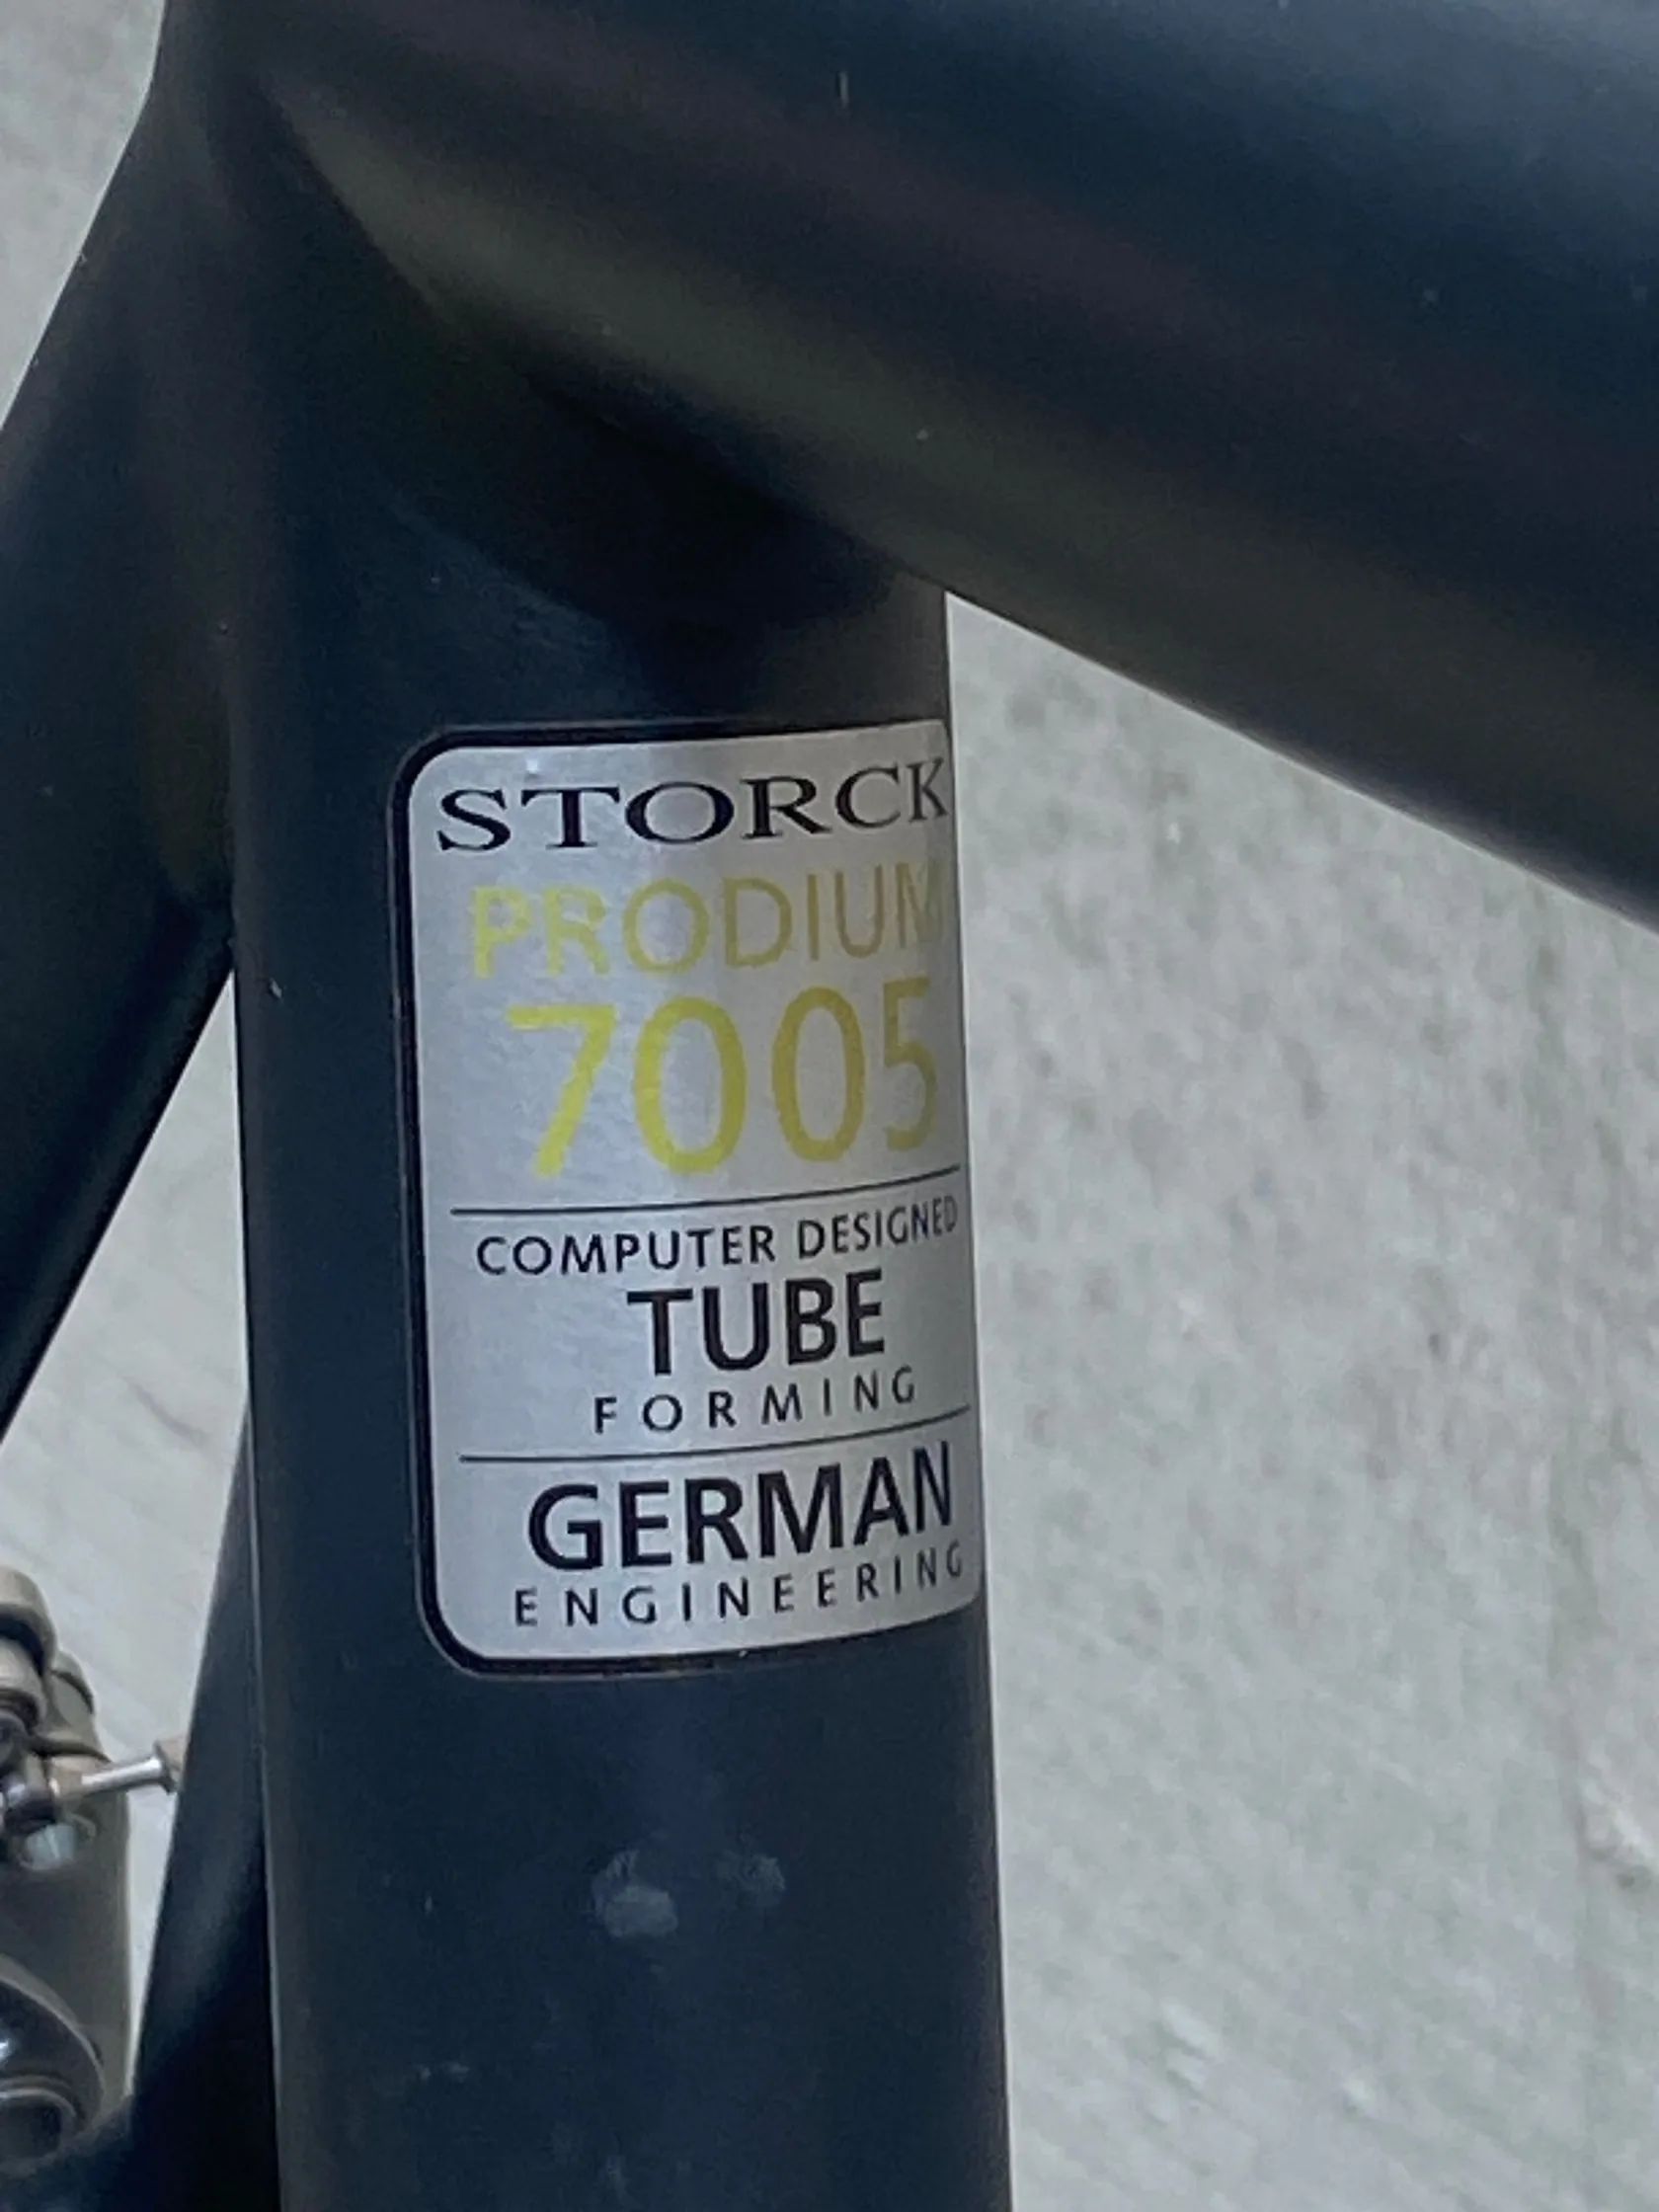 STORCK
PRODIUM
7005
COMPUTER DESIGNED
TUBE
FORMING
GERMAN
ENGINEERING